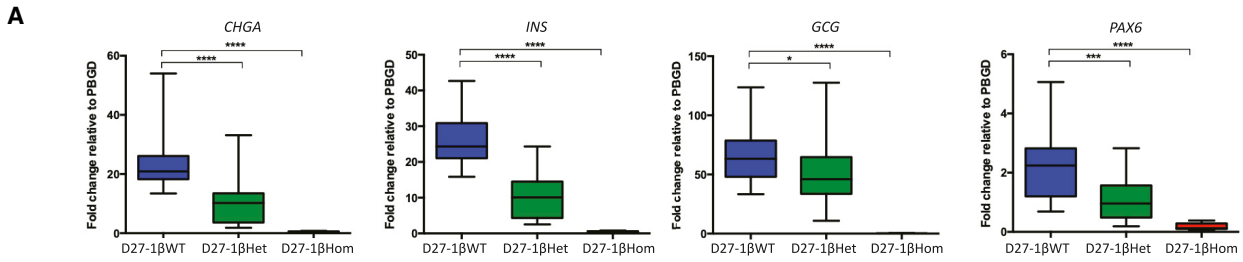 A
CHGA
Fold change relative to PBGD
60
40
20
0
****
****
D27-1βWT D27-1βHet D27-1βHom
INS
Fold change relative to PBGD
50
40
30
20
10
0
****
****
D27-1βWT D27-1βHet D27-1βHom
GCG
Fold change relative to PBGD
150
100
50
0
****
*
D27-1βWT D27-1βHet D27-1βHom
PAX6
Fold change relative to PBGD
6
4
2
0
****
***
D27-1βWT D27-1βHet D27-1βHom